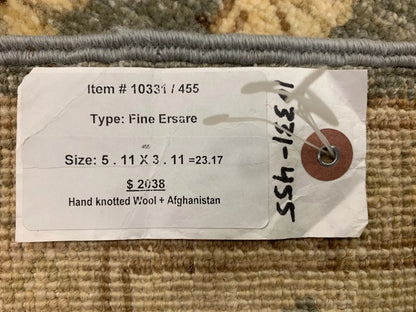 Item # 10331 / 455
Type: Fine Ersare
455
Size: 5 . 11 X 3 . 11 =23.17
$ 2038
Hand knotted Wool + Afghanistan
10331-455